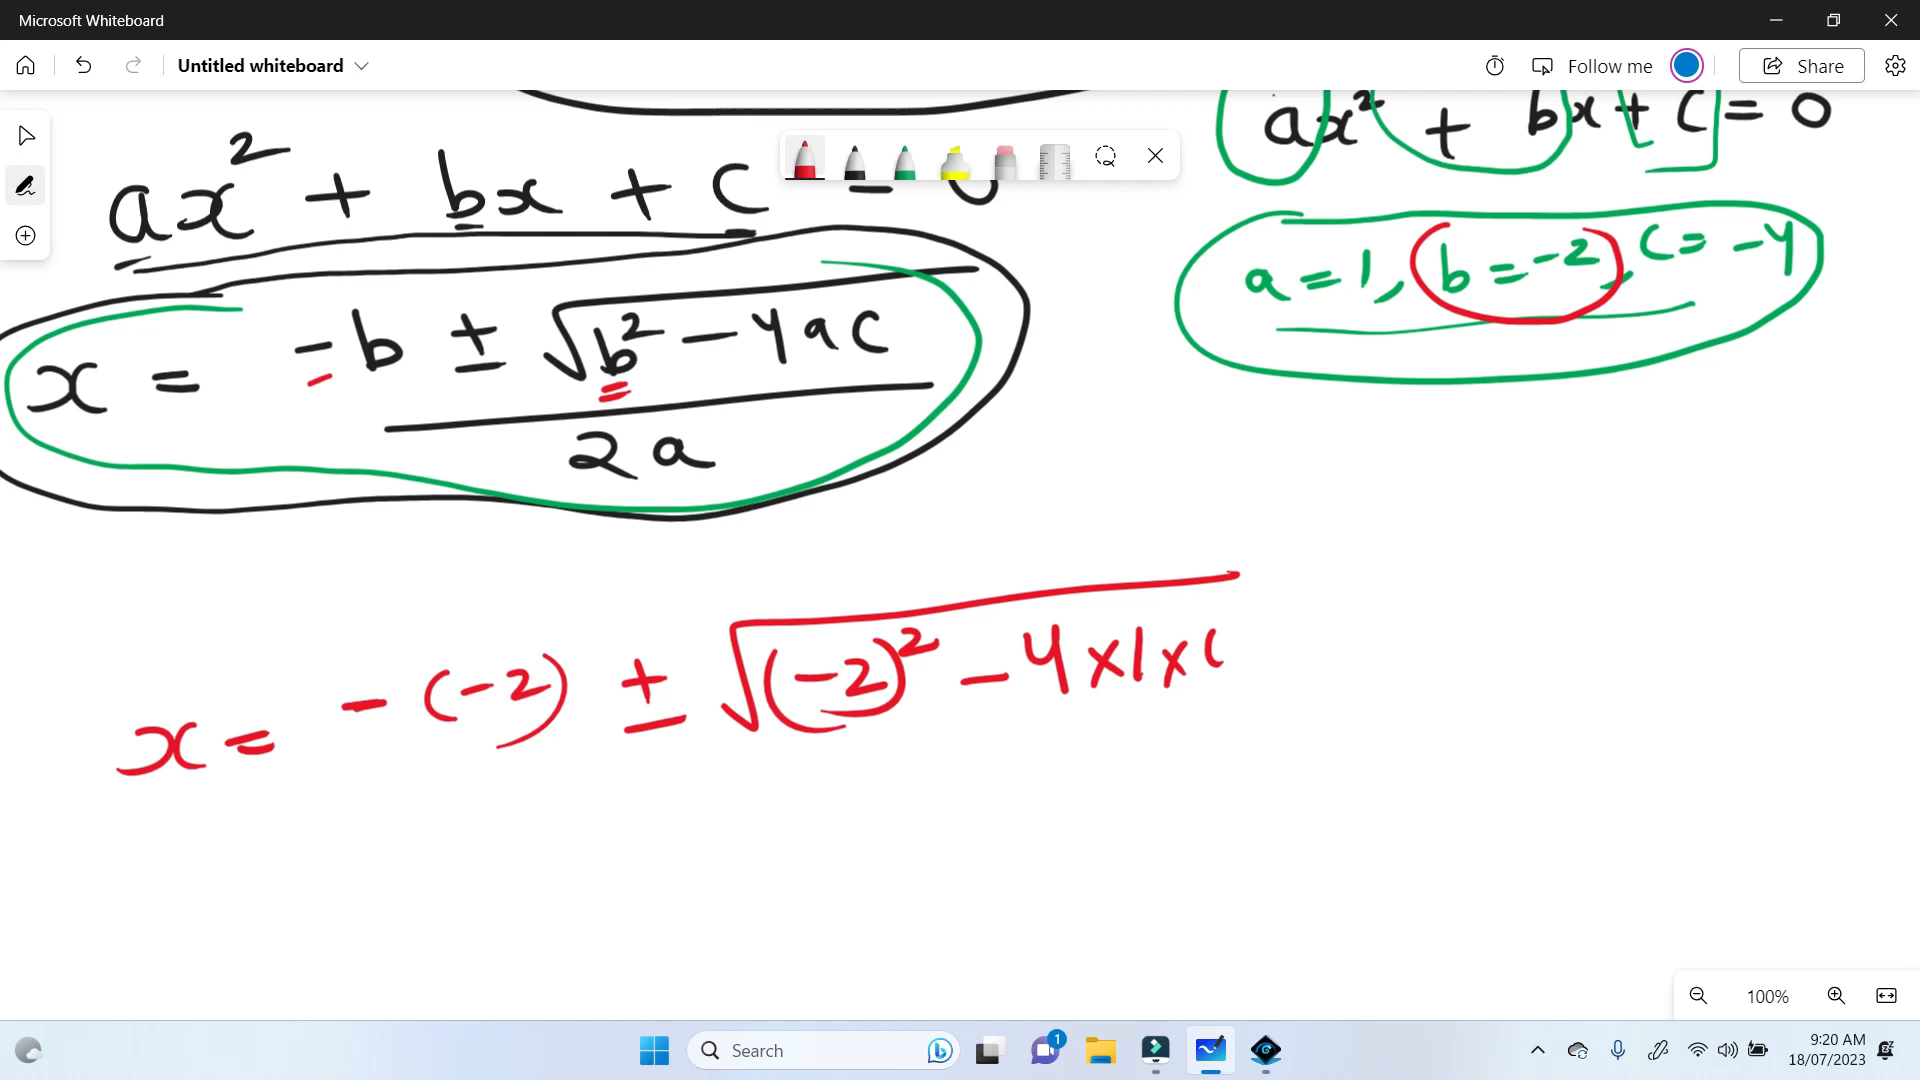 Microsoft Whiteboard
Untitled whiteboard
Follow me
Share
ax² + bx + c = 0
ax² + bx + c = 0
a = 1, b = -2, c = -4
x = -b ± √b² - 4ac
2a
x = - (-2) ± √(-2)² - 4 x 1 x (
100%
Search
1
9:20 AM
18/07/2023